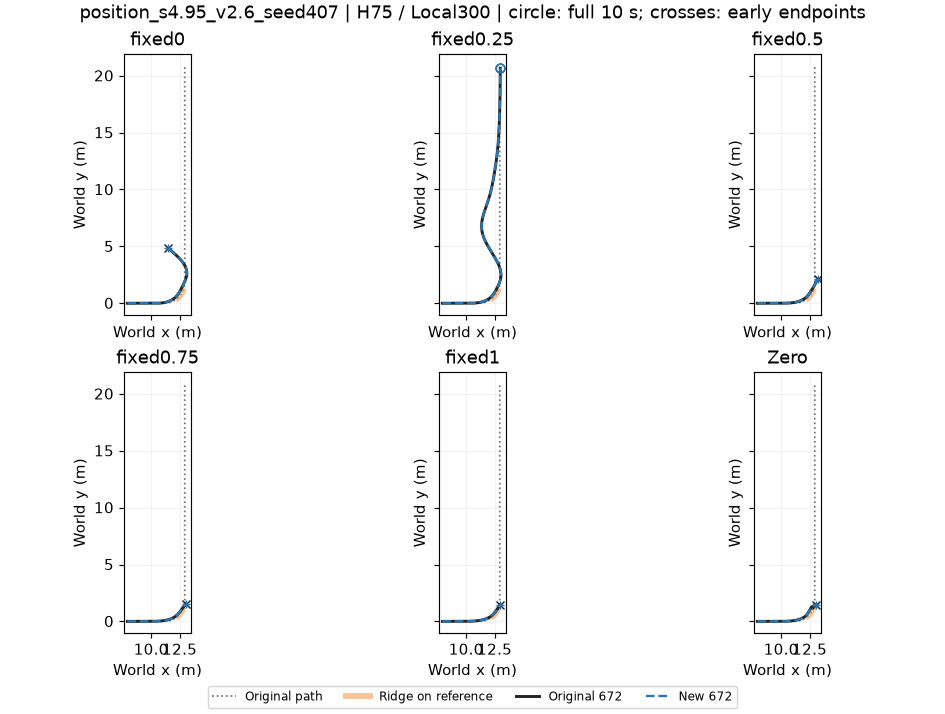 position_s4.95_v2.6_seed407 | H75 / Local300 | circle: full 10 s; crosses: early endpoints
fixed0
fixed0.25
fixed0.5
World y (m)
20
15
10
5
0
World x (m)
World y (m)
World x (m)
World y (m)
World x (m)
fixed0.75
fixed1
Zero
World y (m)
20
15
10
5
0
10.0 12.5
World x (m)
World y (m)
10.0 12.5
World x (m)
World y (m)
10.0 12.5
World x (m)
Original path
Ridge on reference
Original 672
New 672